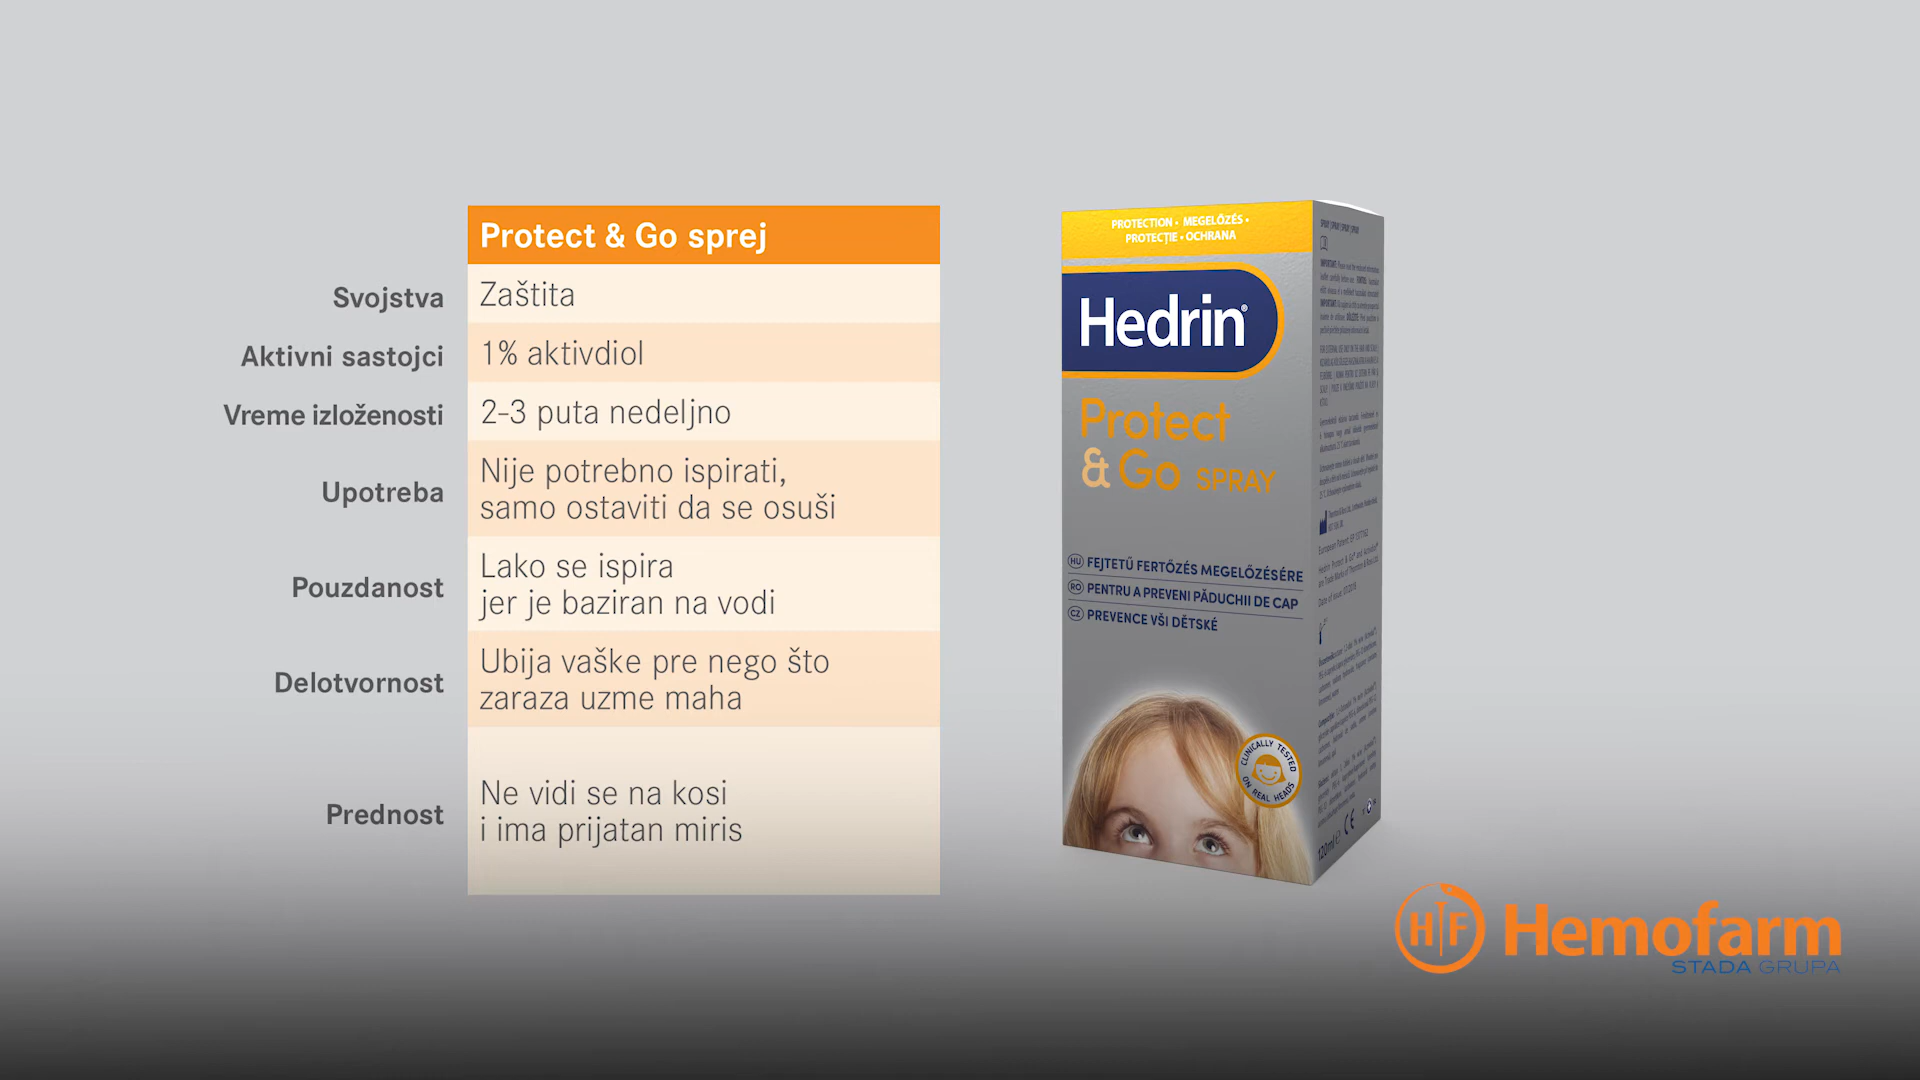 Protect & Go sprej
Svojstva
Zaštita
Aktivni sastojci
1% aktivdiol
Vreme izloženosti
2-3 puta nedeljno
Upotreba
Nije potrebno ispirati,
samo ostaviti da se osuši
Pouzdanost
Lako se ispira
jer je baziran na vodi
Delotvornost
Ubija vaške pre nego što
zaraza uzme maha
Prednost
Ne vidi se na kosi
i ima prijatan miris
PROTECTION • MEGELŐZÉS •
PROTECȚIE • OCHRANA
Hedrin®
Protect
& Go SPRAY
HU FEJTETŰ FERTŐZÉS MEGELŐZÉSÉRE
RO PENTRU A PREVENI PĂDUCHII DE CAP
CZ PREVENCE VŠI DĚTSKÉ
CLINICALLY TESTED
ON REAL HEADS
120ml e CE
HF Hemofarm
STADA GRUPA